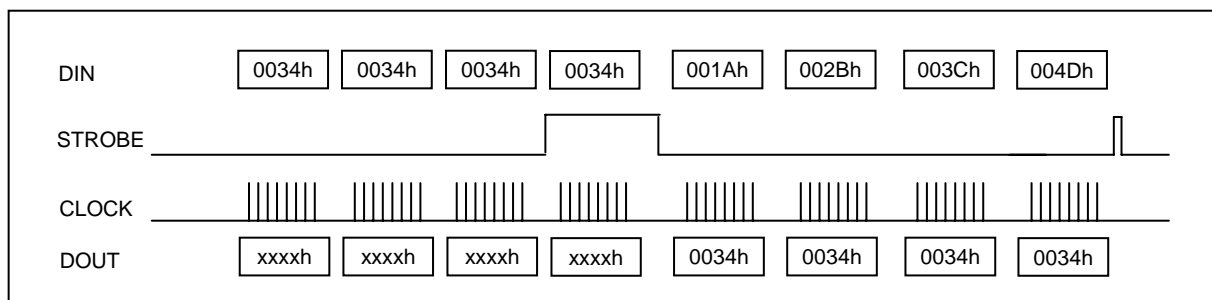 DIN 0034h 0034h 0034h 0034h 001Ah 002Bh 003Ch 004Dh
STROBE
CLOCK
DOUT xxxxh xxxxh xxxxh xxxxh 0034h 0034h 0034h 0034h